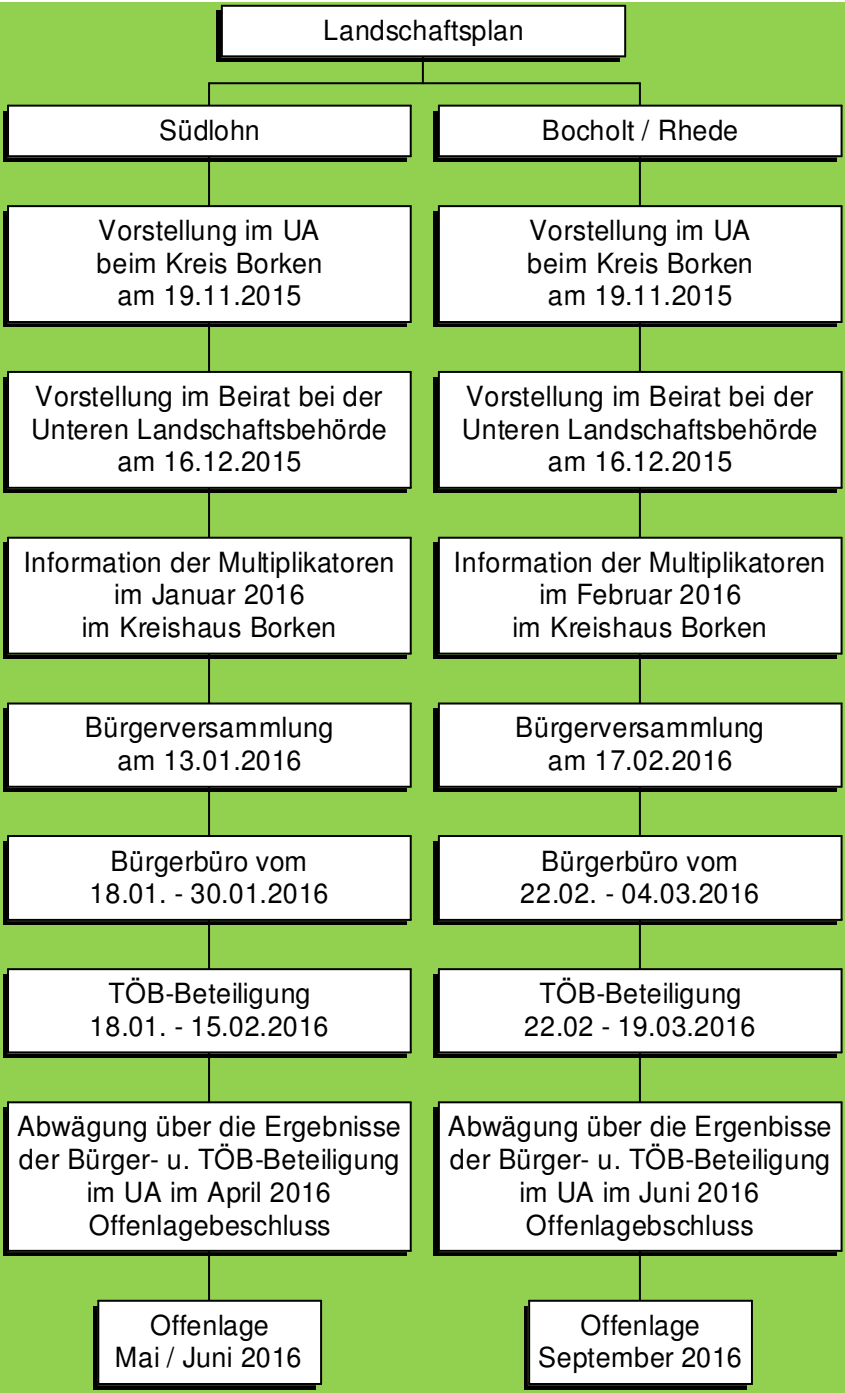 Landschaftsplan
Südlohn
Vorstellung im UA
beim Kreis Borken
am 19.11.2015
Vorstellung im Beirat bei der
Unteren Landschaftsbehörde
am 16.12.2015
Information der Multiplikatoren
im Januar 2016
im Kreishaus Borken
Bürgerversammlung
am 13.01.2016
Bürgerbüro vom
18.01. - 30.01.2016
TÖB-Beteiligung
18.01. - 15.02.2016
Abwägung über die Ergebnisse
der Bürger- u. TÖB-Beteiligung
im UA im April 2016
Offenlagebeschluss
Offenlage
Mai / Juni 2016
Bocholt / Rhede
Vorstellung im UA
beim Kreis Borken
am 19.11.2015
Vorstellung im Beirat bei der
Unteren Landschaftsbehörde
am 16.12.2015
Information der Multiplikatoren
im Februar 2016
im Kreishaus Borken
Bürgerversammlung
am 17.02.2016
Bürgerbüro vom
22.02. - 04.03.2016
TÖB-Beteiligung
22.02 - 19.03.2016
Abwägung über die Ergenbisse
der Bürger- u. TÖB-Beteiligung
im UA im Juni 2016
Offenlagebschluss
Offenlage
September 2016